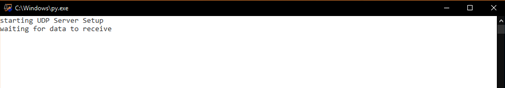 C:\Windows\py.exe
starting UDP Server Setup
waiting for data to receive